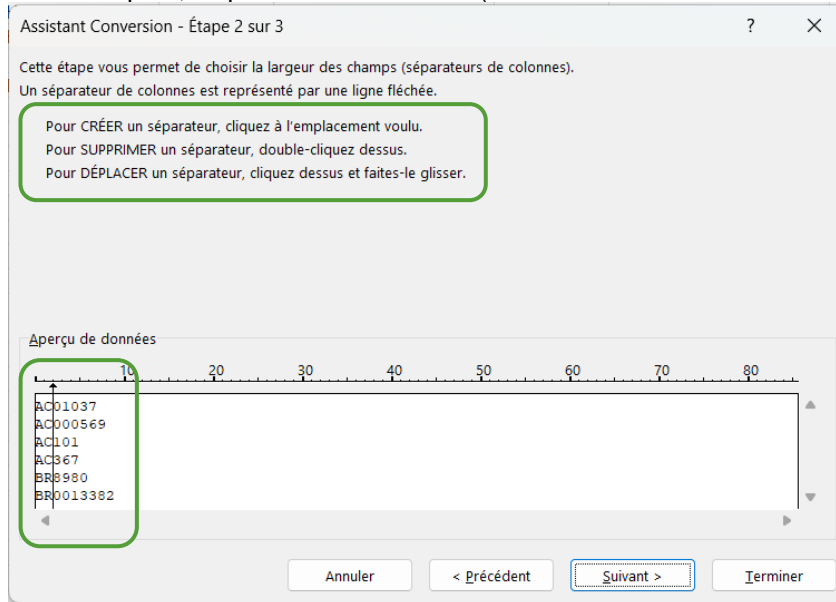 Assistant Conversion - Étape 2 sur 3 ?
Cette étape vous permet de choisir la largeur des champs (séparateurs de colonnes).
Un séparateur de colonnes est représenté par une ligne fléchée.
Pour CRÉER un séparateur, cliquez à l'emplacement voulu.
Pour SUPPRIMER un séparateur, double-cliquez dessus.
Pour DÉPLACER un séparateur, cliquez dessus et faites-le glisser.
Aperçu de données
10 20 30 40 50 60 70 80
AC01037
AC000569
AC101
AC367
BR8980
BR0013382
Annuler < Précédent Suivant > Terminer